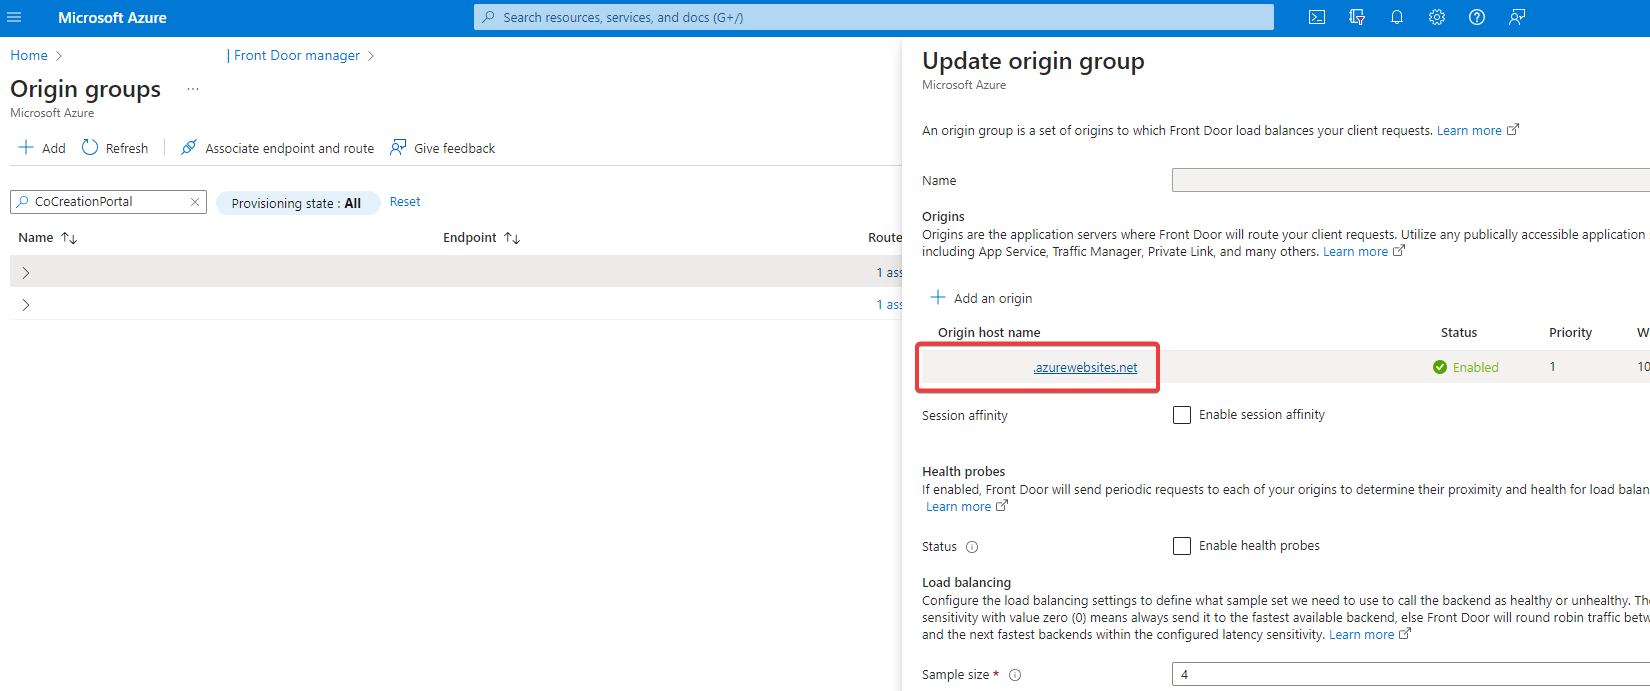 Microsoft Azure
Search resources, services, and docs (G+/)
Home > | Front Door manager >
Origin groups ...
Microsoft Azure
Add Refresh Associate endpoint and route Give feedback
CoCreationPortal
Provisioning state : All
Reset
Name ↑↓ Endpoint ↑↓ Route
1 ass
1 ass
Update origin group
Microsoft Azure
An origin group is a set of origins to which Front Door load balances your client requests. Learn more
Name
Origins
Origins are the application servers where Front Door will route your client requests. Utilize any publically accessible application
including App Service, Traffic Manager, Private Link, and many others. Learn more
Add an origin
Origin host name Status Priority W
.azurewebsites.net Enabled 1 10
Session affinity Enable session affinity
Health probes
If enabled, Front Door will send periodic requests to each of your origins to determine their proximity and health for load balan
Learn more
Status Enable health probes
Load balancing
Configure the load balancing settings to define what sample set we need to use to call the backend as healthy or unhealthy. The
sensitivity with value zero (0) means always send it to the fastest available backend, else Front Door will round robin traffic betw
and the next fastest backends within the configured latency sensitivity. Learn more
Sample size * 4